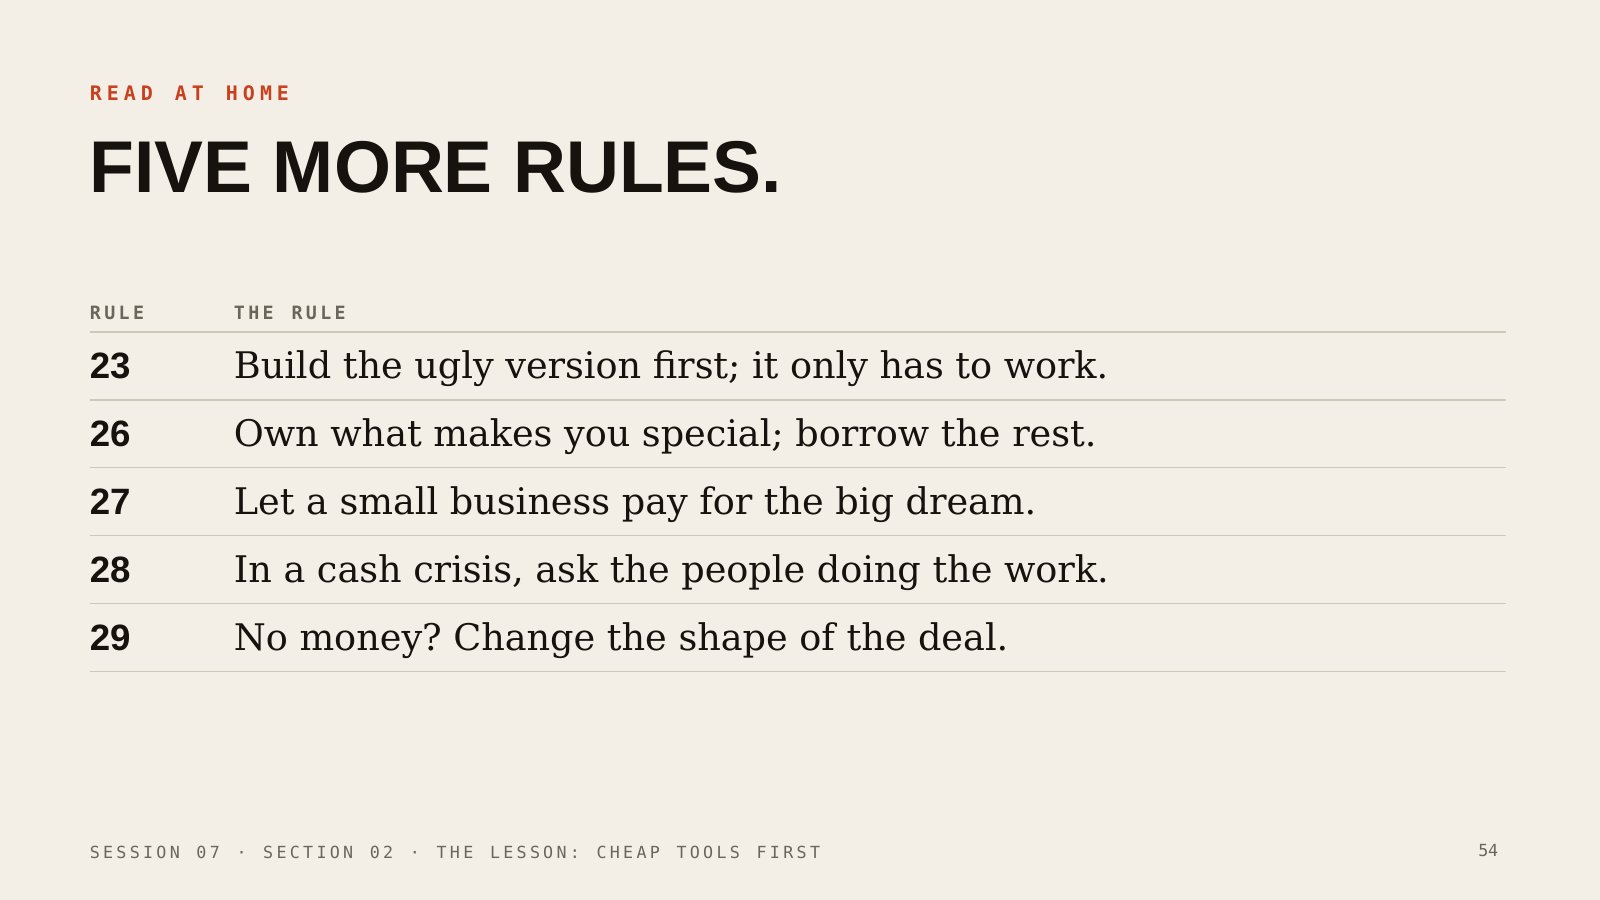 READ AT HOME
FIVE MORE RULES.
RULE THE RULE
23 Build the ugly version first; it only has to work.
26 Own what makes you special; borrow the rest.
27 Let a small business pay for the big dream.
28 In a cash crisis, ask the people doing the work.
29 No money? Change the shape of the deal.
SESSION 07 · SECTION 02 · THE LESSON: CHEAP TOOLS FIRST 54